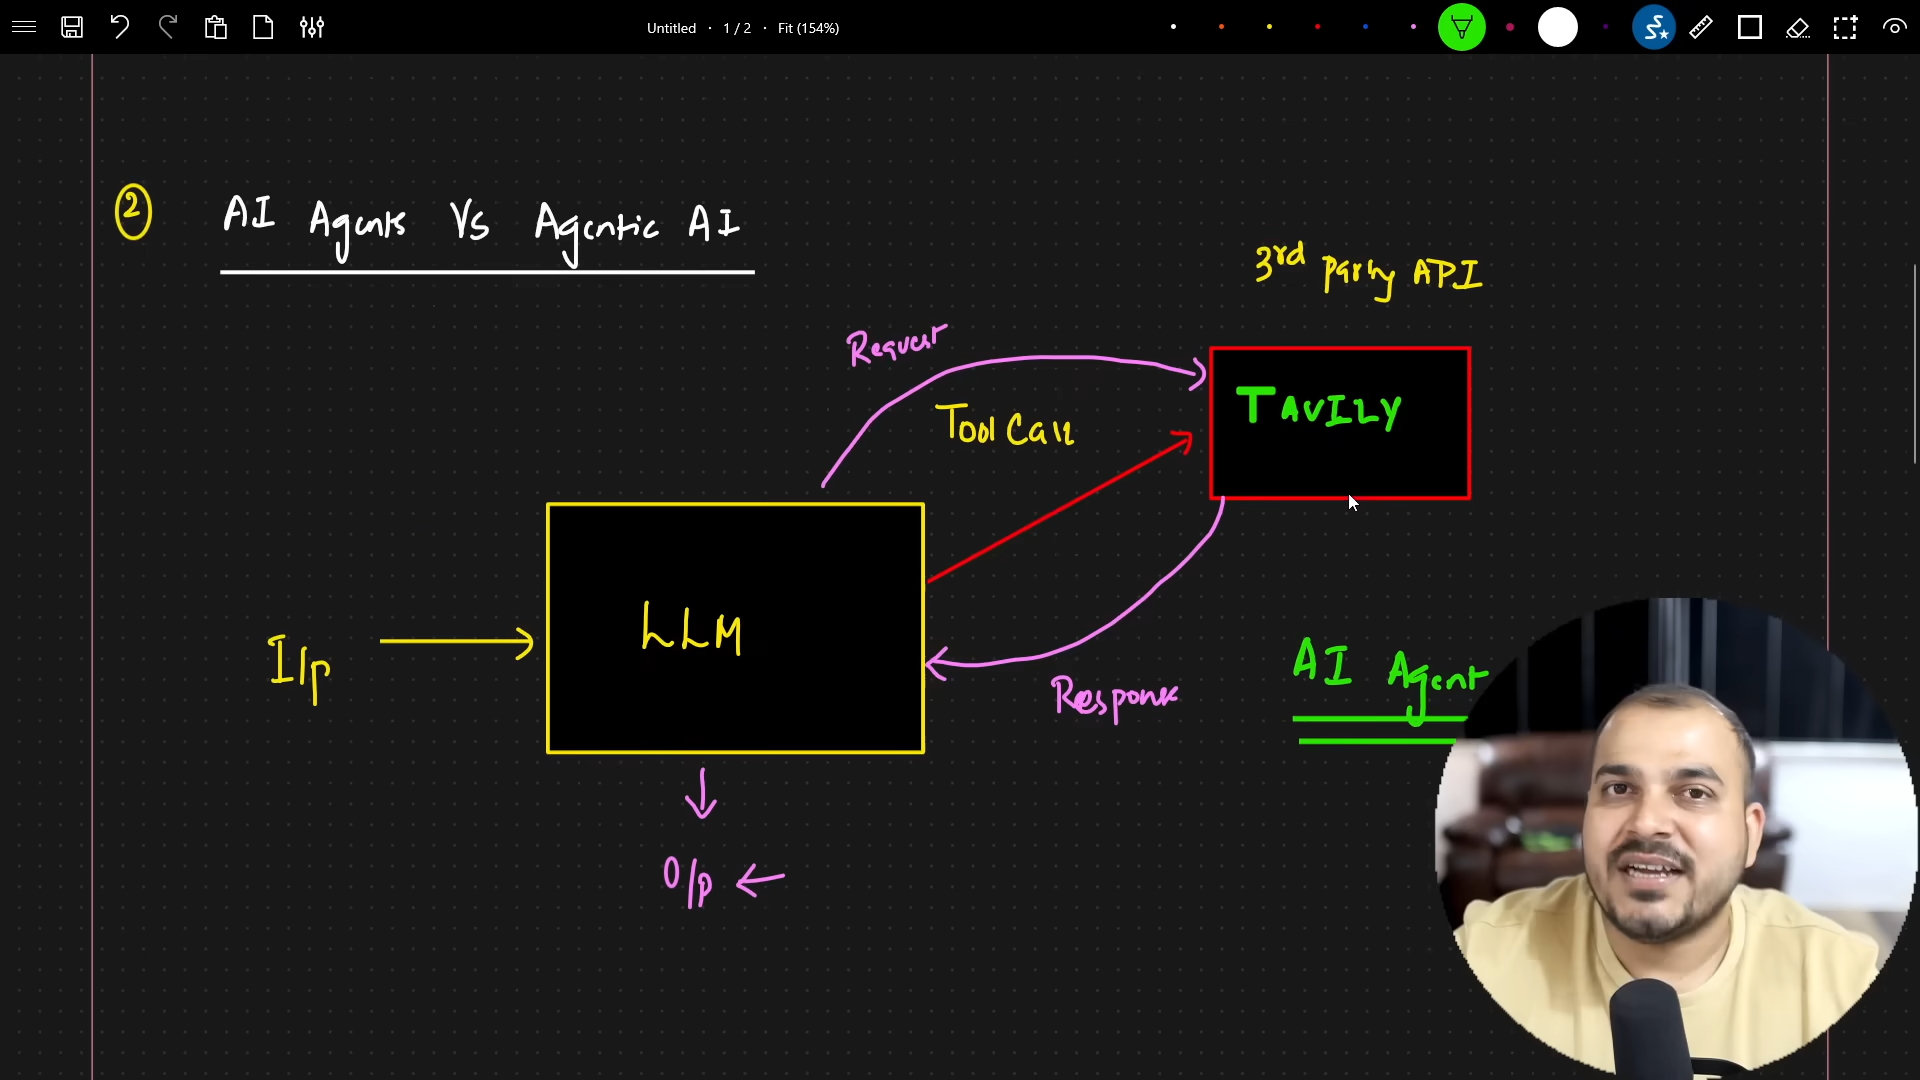 Untitled · 1 / 2 · Fit (154%)
2 AI Agents Vs Agentic AI
3rd party API
Request
TAVILY
Tool Call
LLM
I/p
Response
AI Agent
O/p